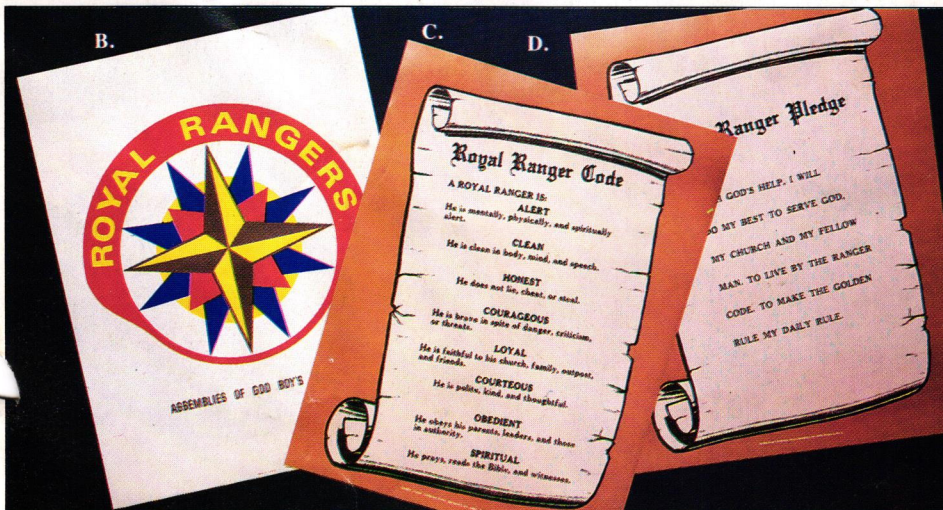 B.
ROYAL RANGERS
ASSEMBLIES OF GOD BOY'S
C.
Royal Ranger Code
A ROYAL RANGER IS:
ALERT
He is mentally, physically, and spiritually
alert.
CLEAN
He is clean in body, mind, and speech.
HONEST
He does not lie, cheat, or steal.
COURAGEOUS
He is brave in spite of danger, criticism,
or threats.
LOYAL
He is faithful to his church, family, outpost,
and friends.
COURTEOUS
He is polite, kind, and thoughtful.
OBEDIENT
He obeys his parents, leaders, and those
in authority.
SPIRITUAL
He prays, reads the Bible, and witnesses.
D.
Ranger Pledge
GOD'S HELP, I WILL
DO MY BEST TO SERVE GOD,
MY CHURCH AND MY FELLOW
MAN. TO LIVE BY THE RANGER
CODE. TO MAKE THE GOLDEN
RULE MY DAILY RULE.